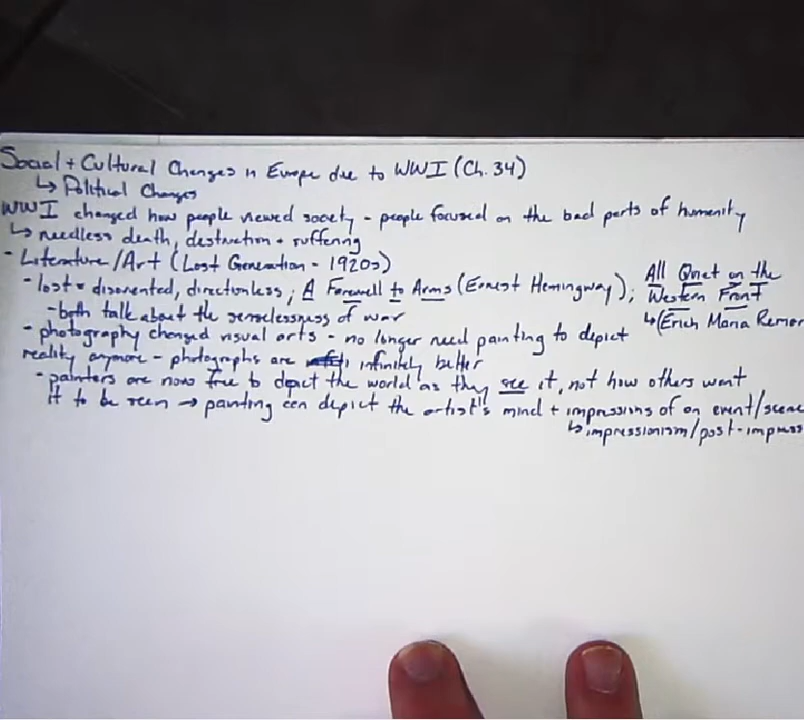 Social + Cultural Changes in Europe due to WWI (Ch. 34)
↳ Political Changes
WWI changed how people viewed society - people focused on the bad parts of humanity
↳ needless death, destruction + suffering
- Literature/Art (Lost Generation - 1920s)
- lost = disoriented, directionless; A Farewell to Arms (Ernest Hemingway); All Quiet on the
Western Front
↳ (Erich Maria Remar
- both talk about the senselessness of war
- photography changed visual arts - no longer need painting to depict
reality anymore - photographs are infinitely better
- painters are now free to depict the world as they see it, not how others want
it to be seen → painting can depict the artist's mind + impressions of an event/scene
↳ impressionism/post-impress